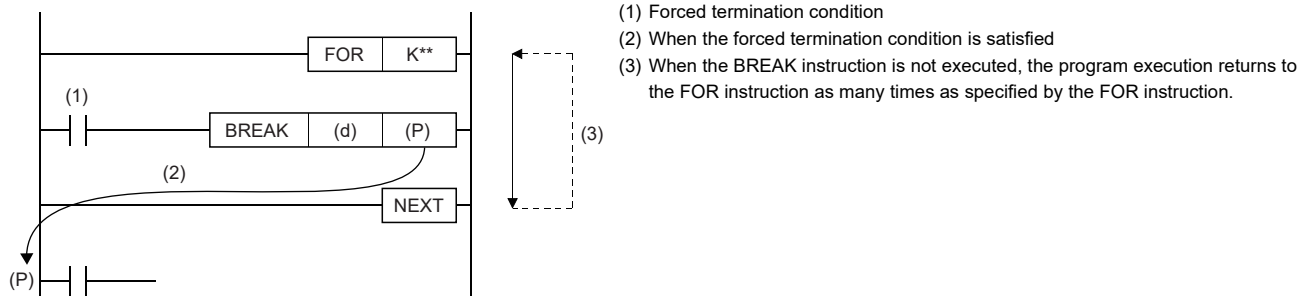 (1) Forced termination condition
(2) When the forced termination condition is satisfied
(3) When the BREAK instruction is not executed, the program execution returns to
the FOR instruction as many times as specified by the FOR instruction.
FOR K**
(1)
BREAK (d) (P)
(3)
(2)
NEXT
(P)